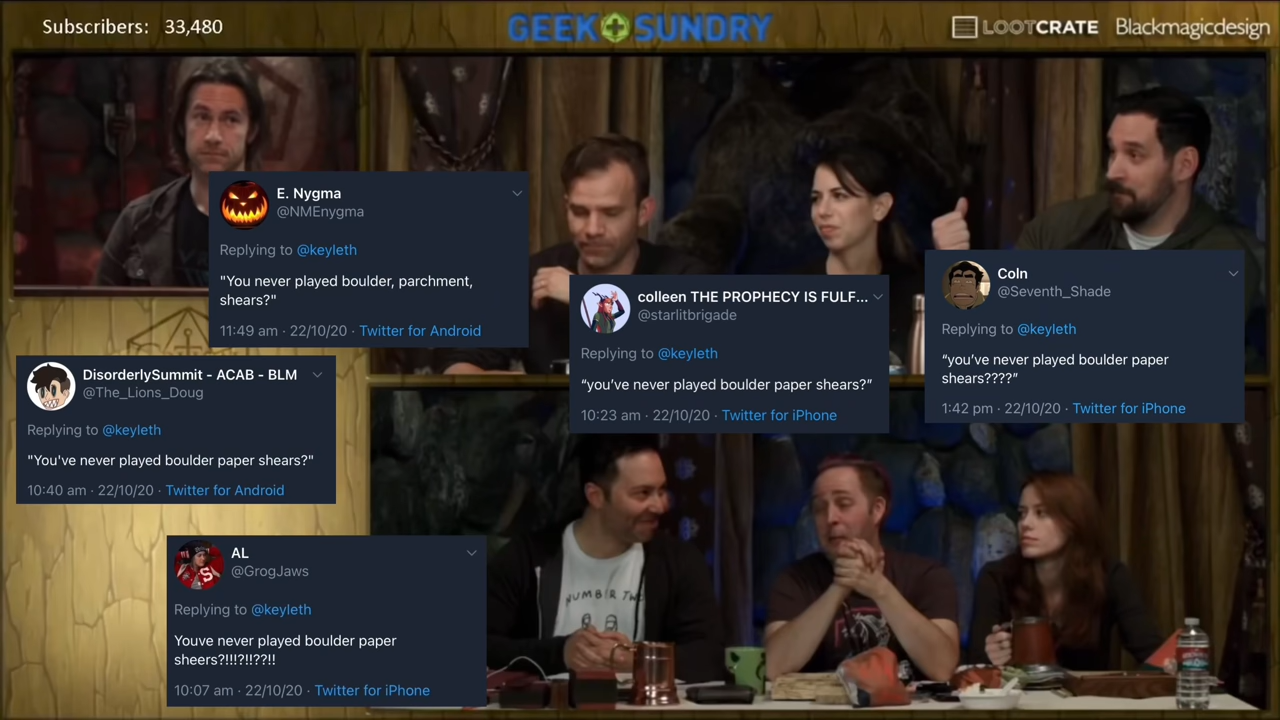 Subscribers: 33,480
GEEK & SUNDRY
LOOTCRATE
Blackmagicdesign
E. Nygma
@NMEnygma
Replying to @keyleth
"You never played boulder, parchment,
shears?"
11:49 am · 22/10/20 · Twitter for Android
colleen THE PROPHECY IS FULF...
@starlitbrigade
Replying to @keyleth
“you’ve never played boulder paper shears?”
10:23 am · 22/10/20 · Twitter for iPhone
Coln
@Seventh_Shade
Replying to @keyleth
“you’ve never played boulder paper
shears????”
1:42 pm · 22/10/20 · Twitter for iPhone
DisorderlySummit - ACAB - BLM
@The_Lions_Doug
Replying to @keyleth
"You've never played boulder paper shears?"
10:40 am · 22/10/20 · Twitter for Android
AL
@GrogJaws
Replying to @keyleth
Youve never played boulder paper
sheers?!!!?!!??!!
10:07 am · 22/10/20 · Twitter for iPhone
NUMBER TWO